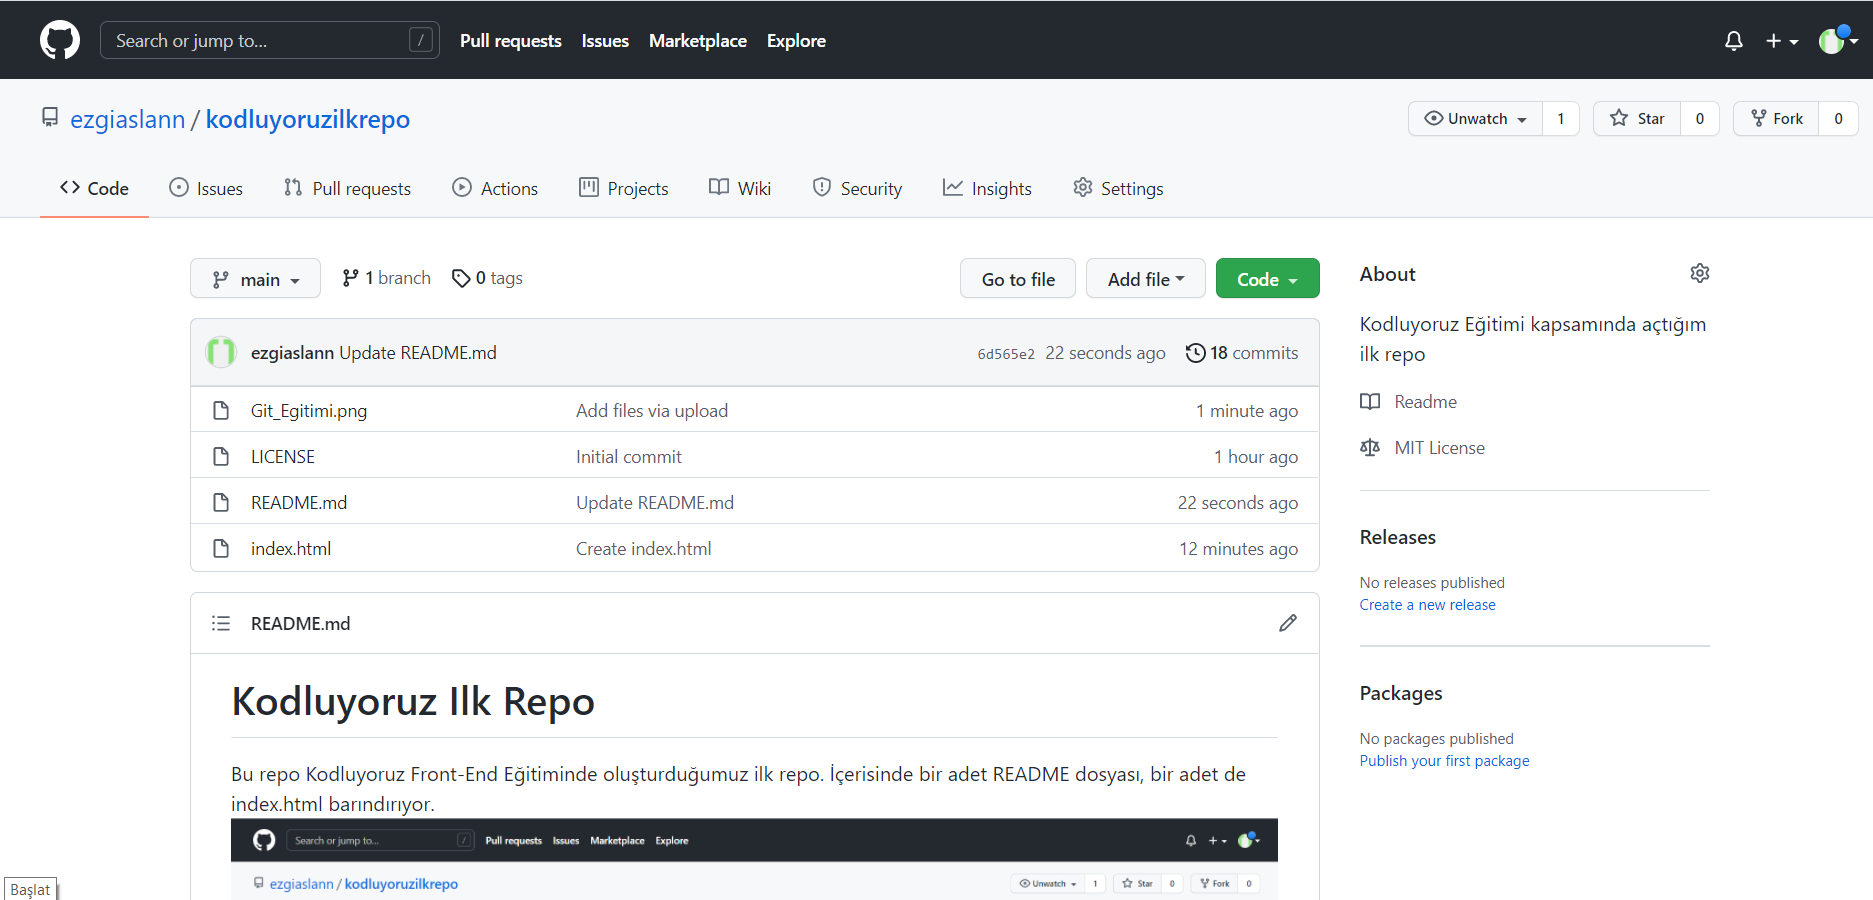 Search or jump to... /
Pull requests Issues Marketplace Explore
ezgiaslann / kodluyoruzilkrepo
Unwatch 1 Star 0 Fork 0
Code Issues Pull requests Actions Projects Wiki Security Insights Settings
main 1 branch 0 tags
Go to file Add file Code
ezgiaslann Update README.md 6d565e2 22 seconds ago 18 commits
Git_Egitimi.png Add files via upload 1 minute ago
LICENSE Initial commit 1 hour ago
README.md Update README.md 22 seconds ago
index.html Create index.html 12 minutes ago
README.md
Kodluyoruz Ilk Repo
Bu repo Kodluyoruz Front-End Eğitiminde oluşturduğumuz ilk repo. İçerisinde bir adet README dosyası, bir adet de
index.html barındırıyor.
Search or jump to... / Pull requests Issues Marketplace Explore
ezgiaslann / kodluyoruzilkrepo Unwatch 1 Star 0 Fork 0
About
Kodluyoruz Eğitimi kapsamında açtığım
ilk repo
Readme
MIT License
Releases
No releases published
Create a new release
Packages
No packages published
Publish your first package
Başlat